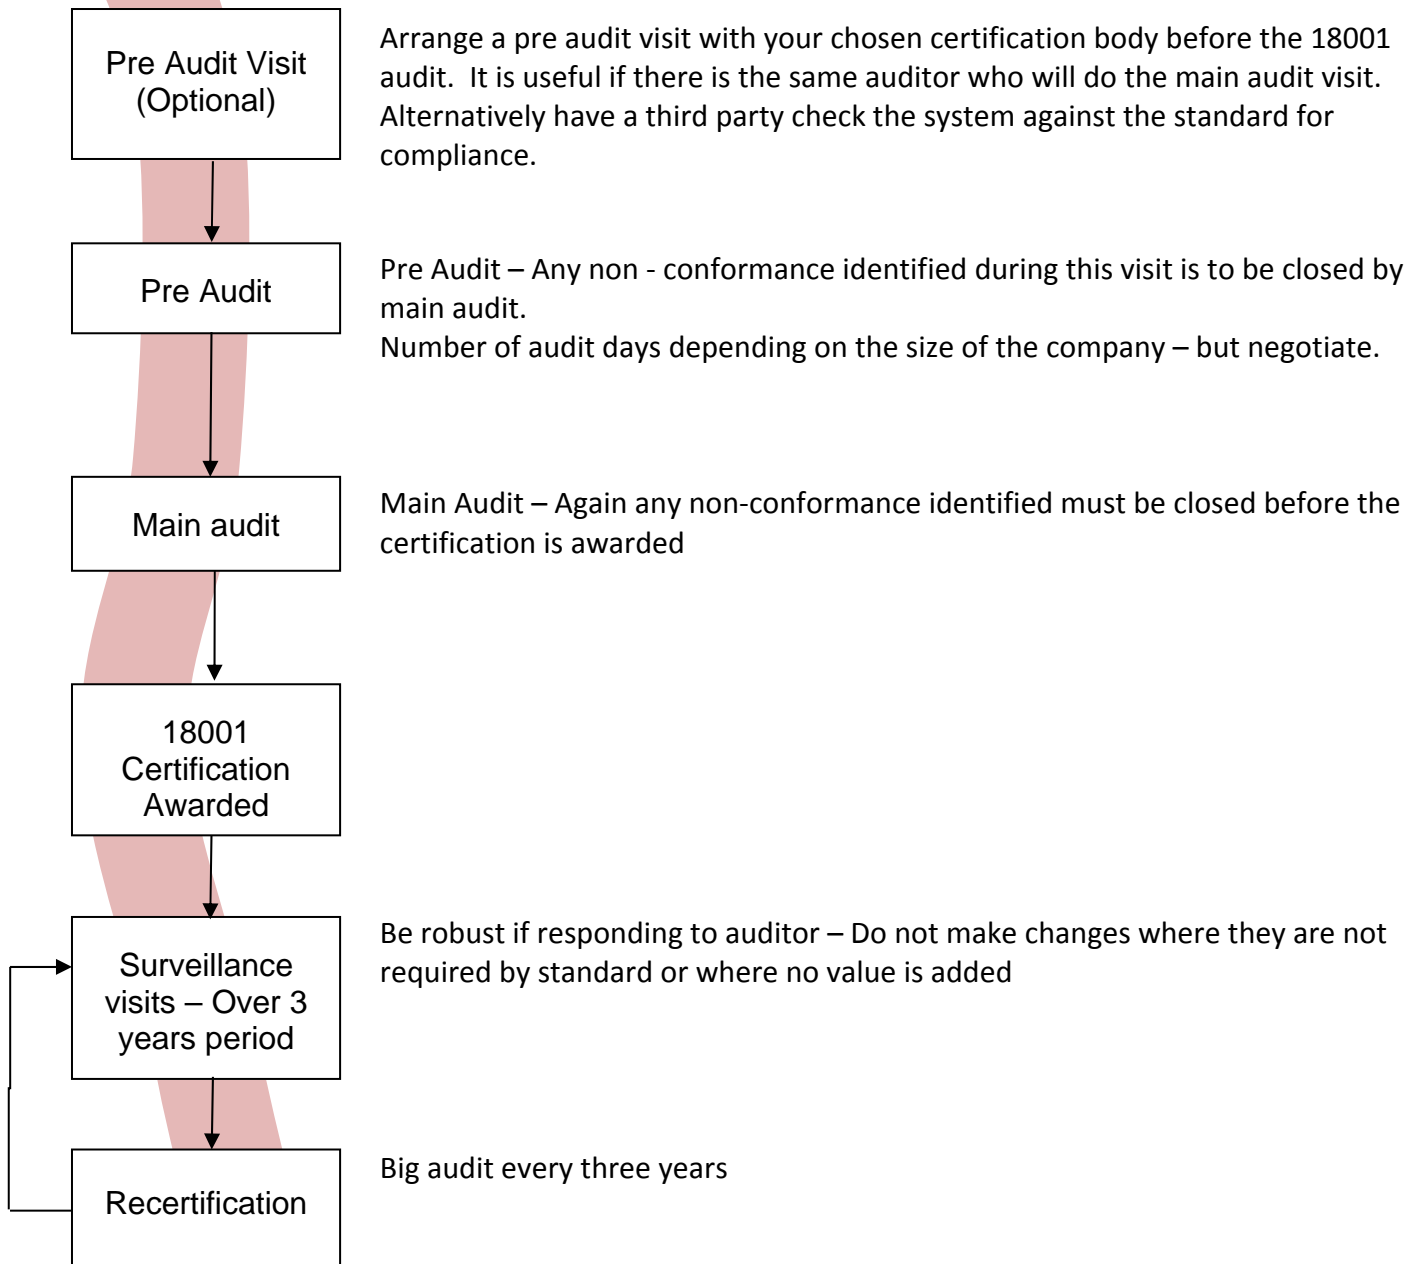 Pre Audit Visit
(Optional)
Arrange a pre audit visit with your chosen certification body before the 18001
audit.  It is useful if there is the same auditor who will do the main audit visit.
Alternatively have a third party check the system against the standard for
compliance.
Pre Audit
Pre Audit – Any non - conformance identified during this visit is to be closed by
main audit.
Number of audit days depending on the size of the company – but negotiate.
Main audit
Main Audit – Again any non-conformance identified must be closed before the
certification is awarded
18001
Certification
Awarded
Surveillance
visits – Over 3
years period
Be robust if responding to auditor – Do not make changes where they are not
required by standard or where no value is added
Recertification
Big audit every three years